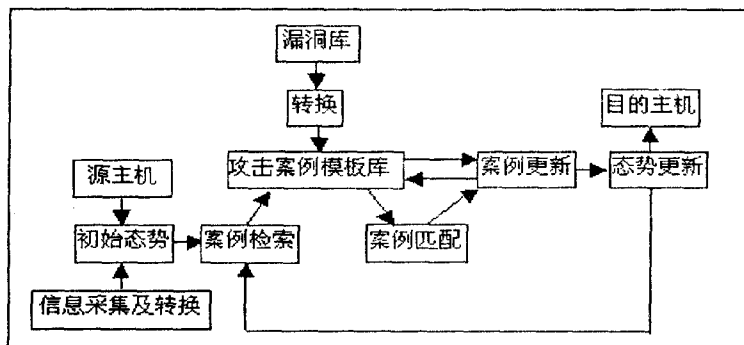 漏洞库
转换
目的主机
攻击案例模板库
案例更新
态势更新
源主机
初始态势
案例检索
案例匹配
信息采集及转换